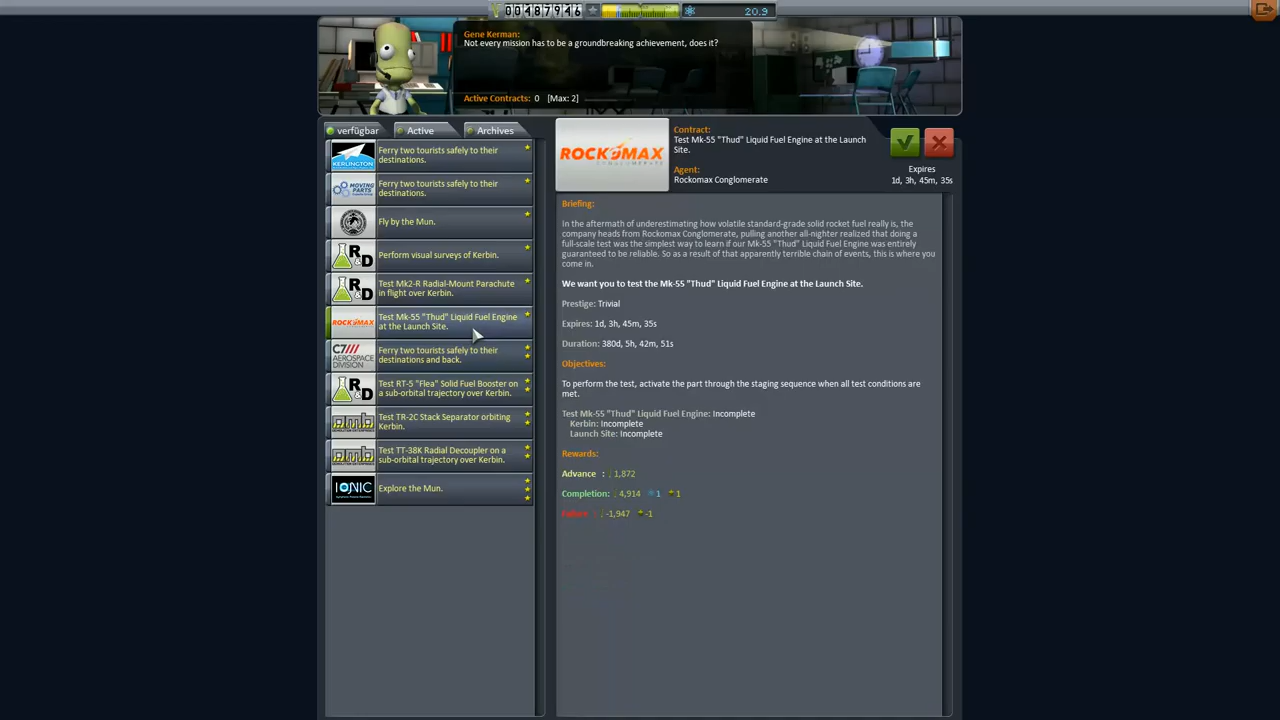 00487946
20.9
Gene Kerman:
Not every mission has to be a groundbreaking achievement, does it?
Active Contracts: 0 [Max: 2]
verfügbar
Active
Archives
KERLINGTON
Ferry two tourists safely to their
destinations.
MOVING PARTS
Ferry two tourists safely to their
destinations.
Fly by the Mun.
R&D
Perform visual surveys of Kerbin.
R&D
Test Mk2-R Radial-Mount Parachute
in flight over Kerbin.
ROCKOMAX
Test Mk-55 "Thud" Liquid Fuel Engine
at the Launch Site.
C7 AEROSPACE DIVISION
Ferry two tourists safely to their
destinations and back.
R&D
Test RT-5 "Flea" Solid Fuel Booster on
a sub-orbital trajectory over Kerbin.
Test TR-2C Stack Separator orbiting
Kerbin.
Test TT-38K Radial Decoupler on a
sub-orbital trajectory over Kerbin.
IONIC
Explore the Mun.
ROCKOMAX
CONGLOMERATE
Contract:
Test Mk-55 "Thud" Liquid Fuel Engine at the Launch
Site.
Agent:
Rockomax Conglomerate
Expires
1d, 3h, 45m, 35s
Briefing:
In the aftermath of underestimating how volatile standard-grade solid rocket fuel really is, the
company heads from Rockomax Conglomerate, pulling another all-nighter realized that doing a
full-scale test was the simplest way to learn if our Mk-55 "Thud" Liquid Fuel Engine was entirely
guaranteed to be reliable. So as a result of that apparently terrible chain of events, this is where you
come in.
We want you to test the Mk-55 "Thud" Liquid Fuel Engine at the Launch Site.
Prestige: Trivial
Expires: 1d, 3h, 45m, 35s
Duration: 380d, 5h, 42m, 51s
Objectives:
To perform the test, activate the part through the staging sequence when all test conditions are
met.
Test Mk-55 "Thud" Liquid Fuel Engine: Incomplete
Kerbin: Incomplete
Launch Site: Incomplete
Rewards:
Advance : 1,872
Completion: 4,914 1 1
Failure : -1,947 -1